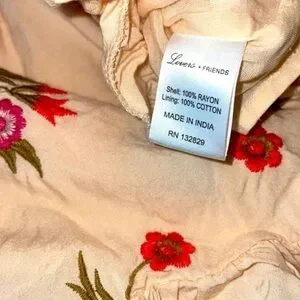 Lovers + FRIENDS
Shell: 100% RAYON
Lining: 100% COTTON
MADE IN INDIA
RN 132829